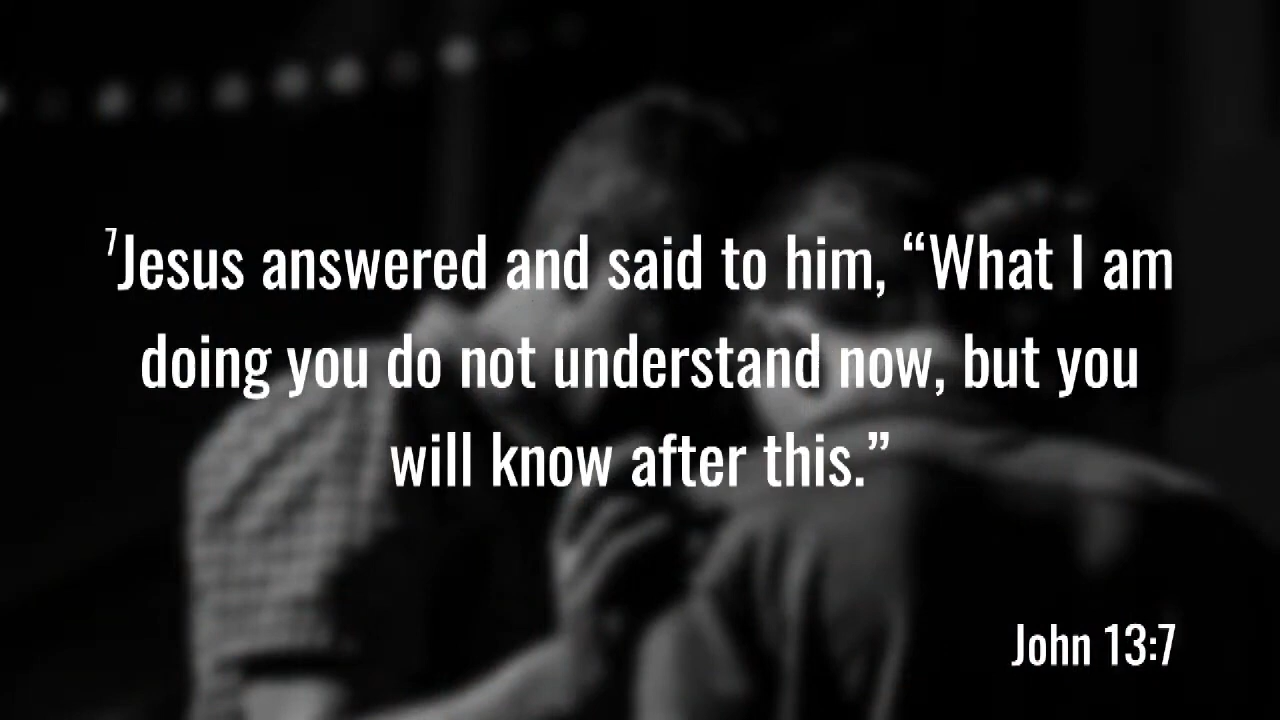 ⁷Jesus answered and said to him, “What I am
doing you do not understand now, but you
will know after this.”
John 13:7